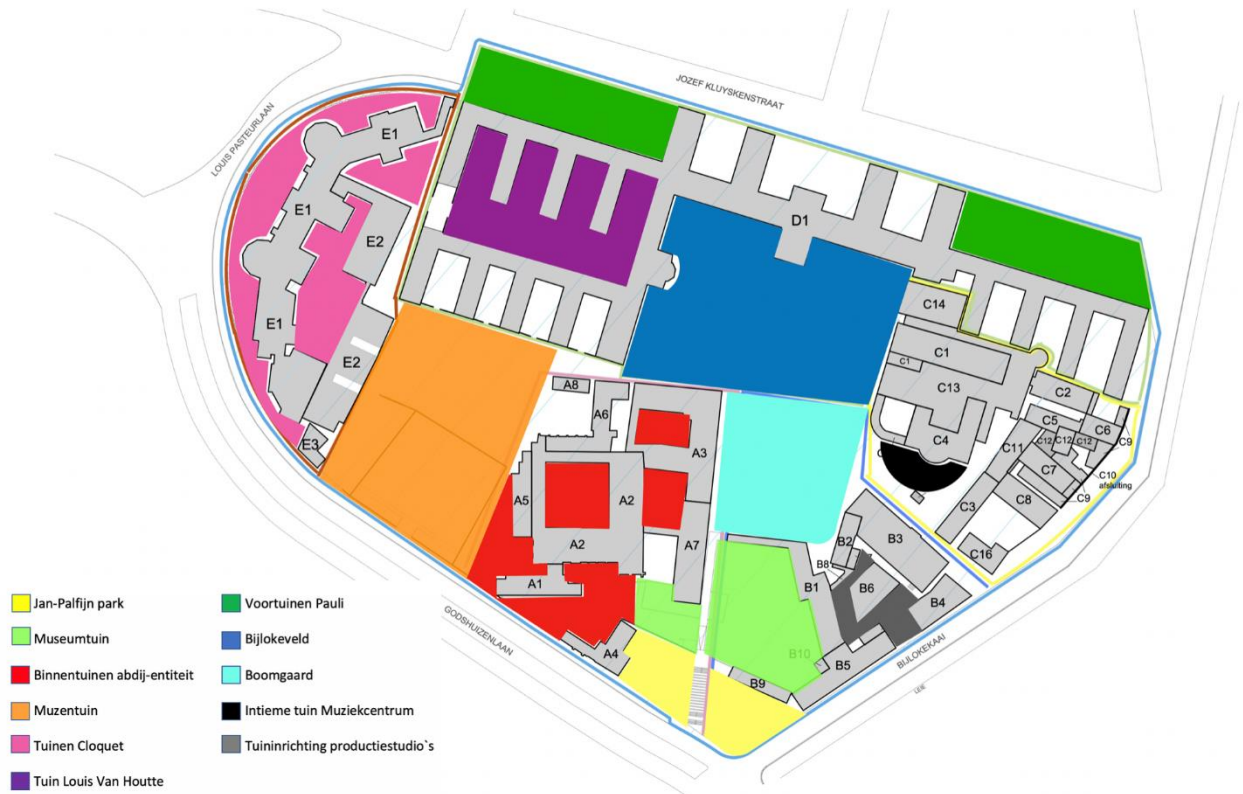 JOZEF KLUYSKENSTRAAT
LOUIS PASTEURLAAN
E1
E1
E1
E2
E2
E3
D1
C14
C1
C1
C13
C4
C
C2
C5
C6
C12
C12
C12
C9
C11
C7
C10
afsluiting
C9
C8
C3
C16
A8
A6
A3
A5
A2
A2
A7
A1
A4
B2
B3
B8
B1
B6
B4
B10
B5
B9
GODSHUIZENLAAN
BIJLOKEKAAI
LEIE
Jan-Palfijn park
Museumtuin
Binnentuinen abdij-entiteit
Muzentuin
Tuinen Cloquet
Tuin Louis Van Houtte
Voortuinen Pauli
Bijlokeveld
Boomgaard
Intieme tuin Muziekcentrum
Tuininrichting productiestudio`s